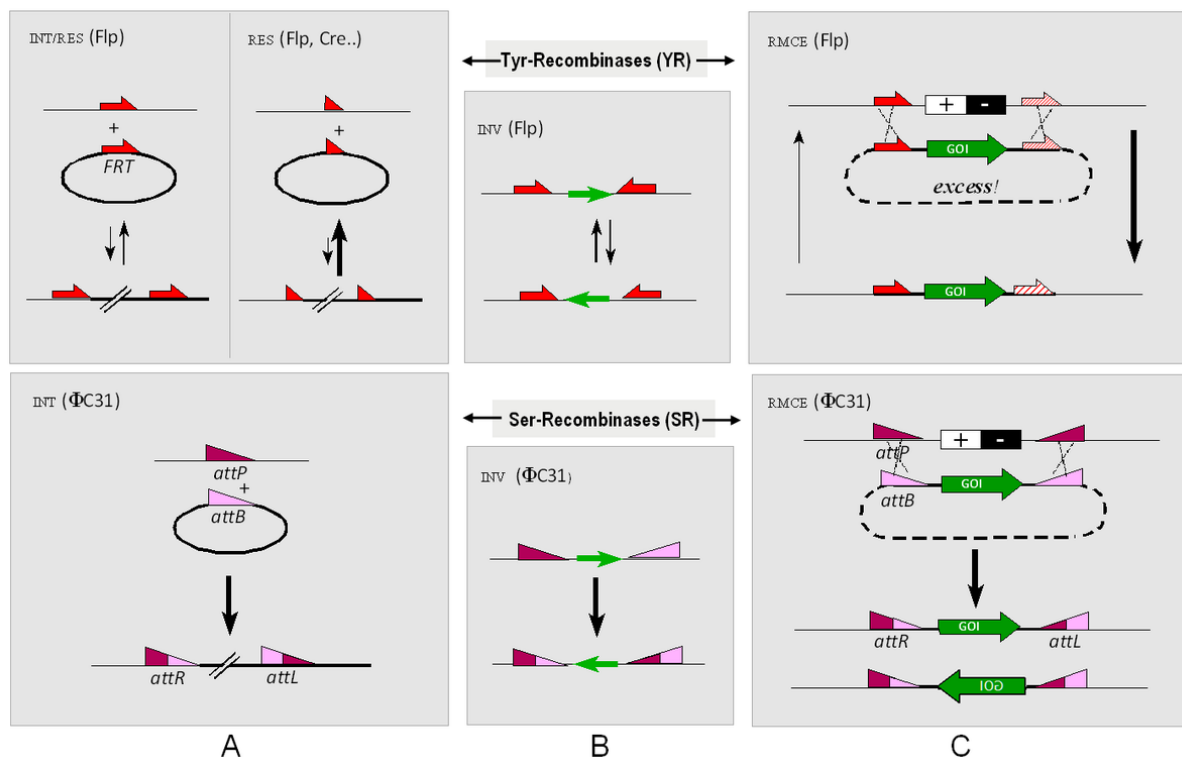 INT/RES (Flp)
RES (Flp, Cre..)
Tyr-Recombinases (YR)
RMCE (Flp)
+
FRT
+
INV (Flp)
+ -
GOI
excess!
GOI
INT (ΦC31)
Ser-Recombinases (SR)
RMCE (ΦC31)
attP
+
attB
INV (ΦC31)
+ -
attP
GOI
attB
attR
attL
GOI
attR
attL
GOI
A
B
C